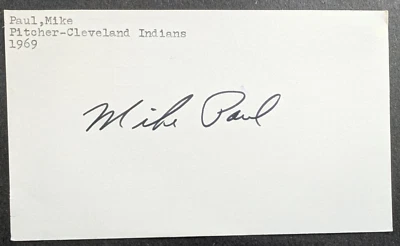 Paul,Mike
Pitcher-Cleveland Indians
1969
Mike Paul